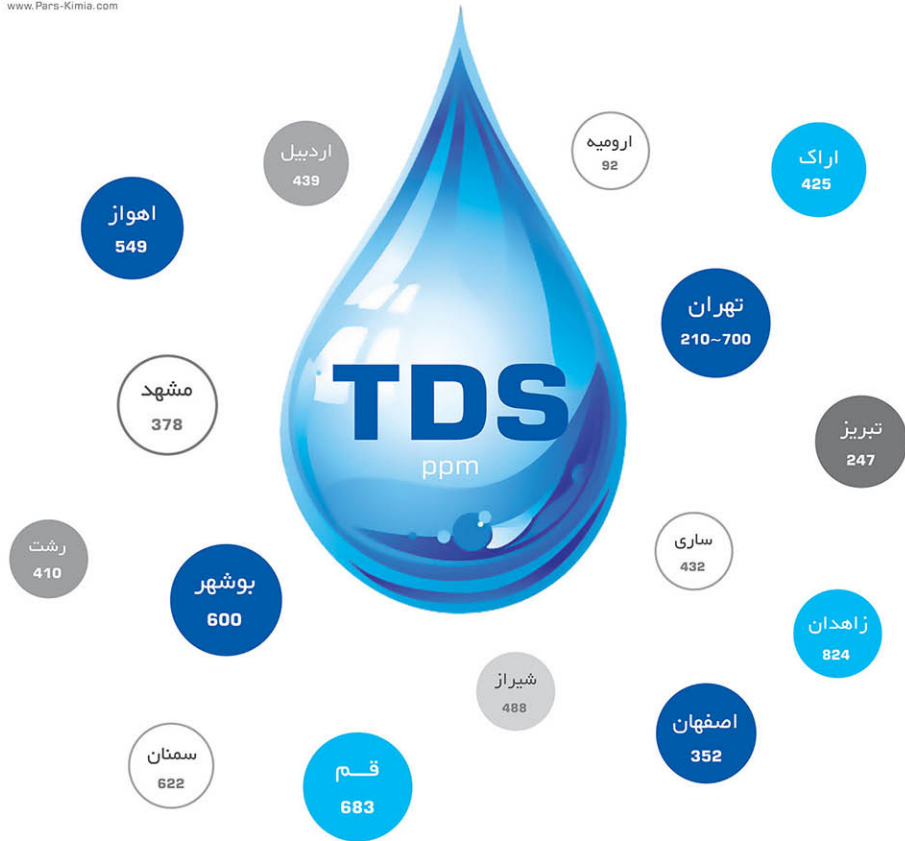 www.Pars-Kimia.com
ارومیه
92
اردبیل
439
اراک
425
اهواز
549
تهران
210~700
TDS
ppm
مشهد
378
تبریز
247
ساری
432
رشت
410
بوشهر
600
زاهدان
824
شیراز
488
اصفهان
352
سمنان
622
قــم
683